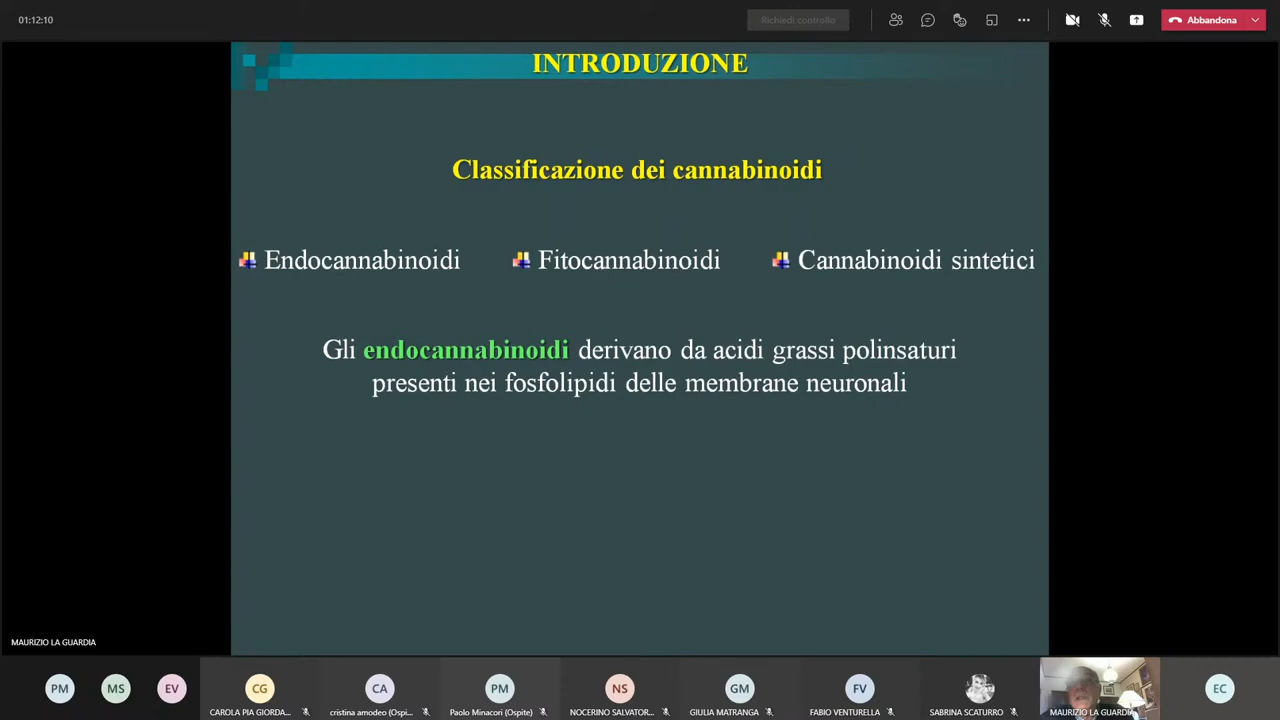 01:12:10
Richiedi controllo
Abbandona
INTRODUZIONE
Classificazione dei cannabinoidi
Endocannabinoidi
Fitocannabinoidi
Cannabinoidi sintetici
Gli endocannabinoidi derivano da acidi grassi polinsaturi
presenti nei fosfolipidi delle membrane neuronali
MAURIZIO LA GUARDIA
PM
MS
EV
CG
CAROLA PIA GIORDA...
CA
cristina amodeo (Ospi...
PM
Paolo Minacori (Ospite)
NS
NOCERINO SALVATOR...
GM
GIULIA MATRANGA
FV
FABIO VENTURELLA
SABRINA SCATURRO
MAURIZIO LA GUARDIA
EC